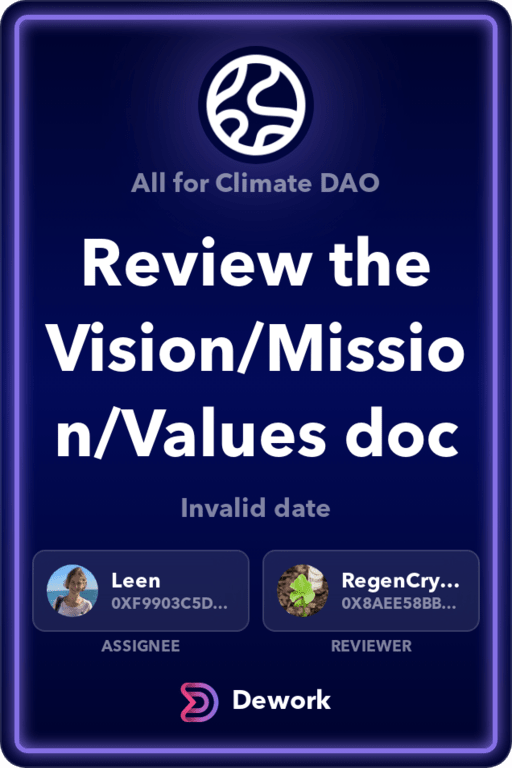 All for Climate DAO
Review the
Vision/Missio
n/Values doc
Invalid date
Leen
0XF9903C5D...
RegenCry...
0X8AEE58BB...
ASSIGNEE
REVIEWER
Dework